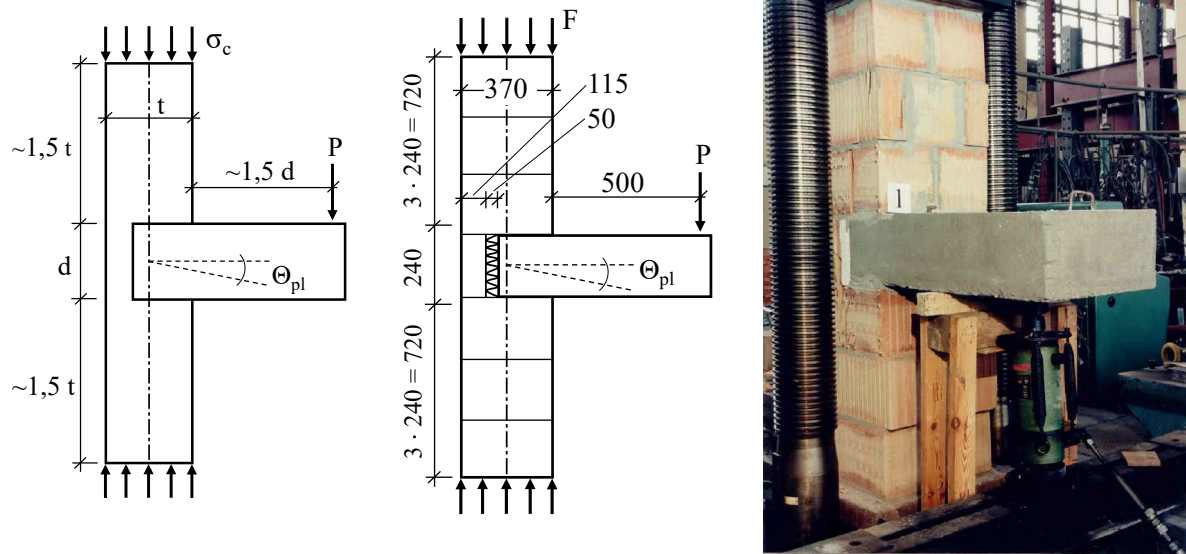 σc
t
~1,5 t
~1,5 d
P
d
Θpl
~1,5 t
F
370
115
50
3 · 240 = 720
500
P
240
Θpl
3 · 240 = 720
1